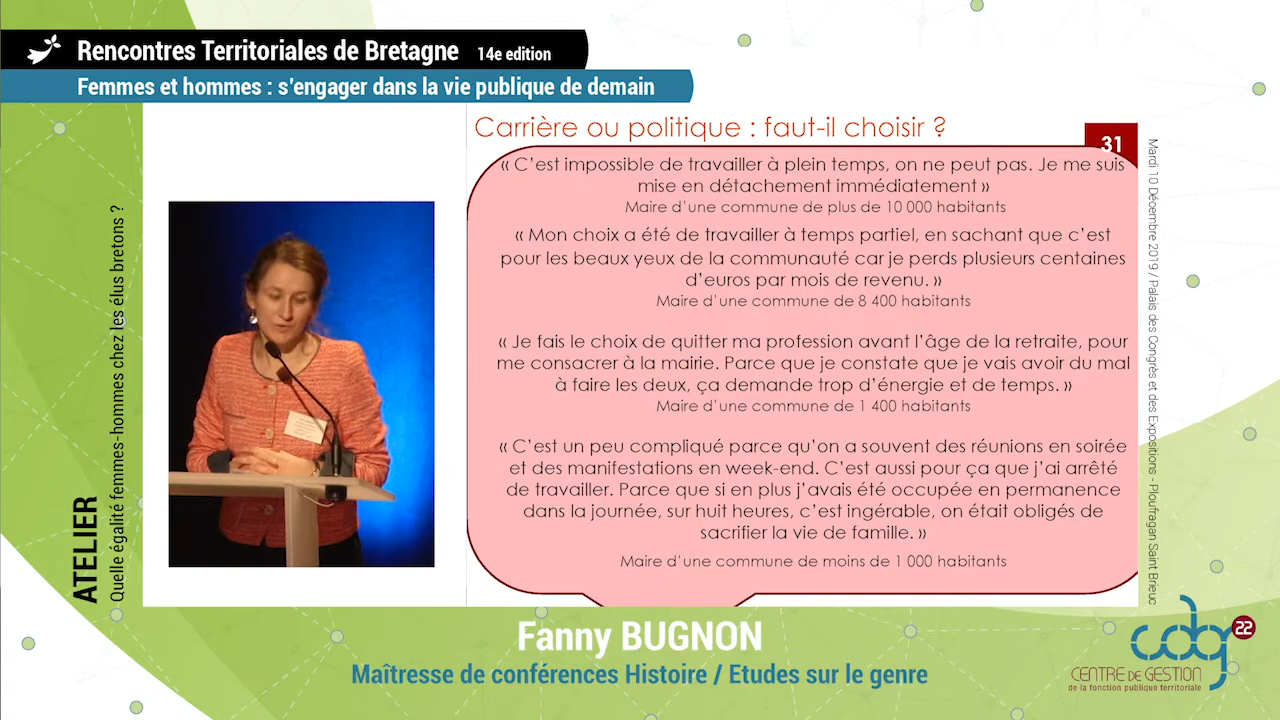 Rencontres Territoriales de Bretagne 14e edition
Femmes et hommes : s'engager dans la vie publique de demain
Carrière ou politique : faut-il choisir ?
31
« C'est impossible de travailler à plein temps, on ne peut pas. Je me suis
mise en détachement immédiatement »
Maire d'une commune de plus de 10 000 habitants
« Mon choix a été de travailler à temps partiel, en sachant que c'est
pour les beaux yeux de la communauté car je perds plusieurs centaines
d'euros par mois de revenu. »
Maire d'une commune de 8 400 habitants
« Je fais le choix de quitter ma profession avant l'âge de la retraite, pour
me consacrer à la mairie. Parce que je constate que je vais avoir du mal
à faire les deux, ça demande trop d'énergie et de temps. »
Maire d'une commune de 1 400 habitants
« C'est un peu compliqué parce qu'on a souvent des réunions en soirée
et des manifestations en week-end. C'est aussi pour ça que j'ai arrêté
de travailler. Parce que si en plus j'avais été occupée en permanence
dans la journée, sur huit heures, c'est ingérable, on était obligés de
sacrifier la vie de famille. »
Maire d'une commune de moins de 1 000 habitants
ATELIER
Quelle égalité femmes-hommes chez les élus bretons ?
Mardi 10 Décembre 2019 / Palais des Congrès et des Expositions - Ploufragan Saint Brieuc
Fanny BUGNON
Maîtresse de conférences Histoire / Etudes sur le genre
cdg 22
CENTRE DE GESTION
de la fonction publique territoriale